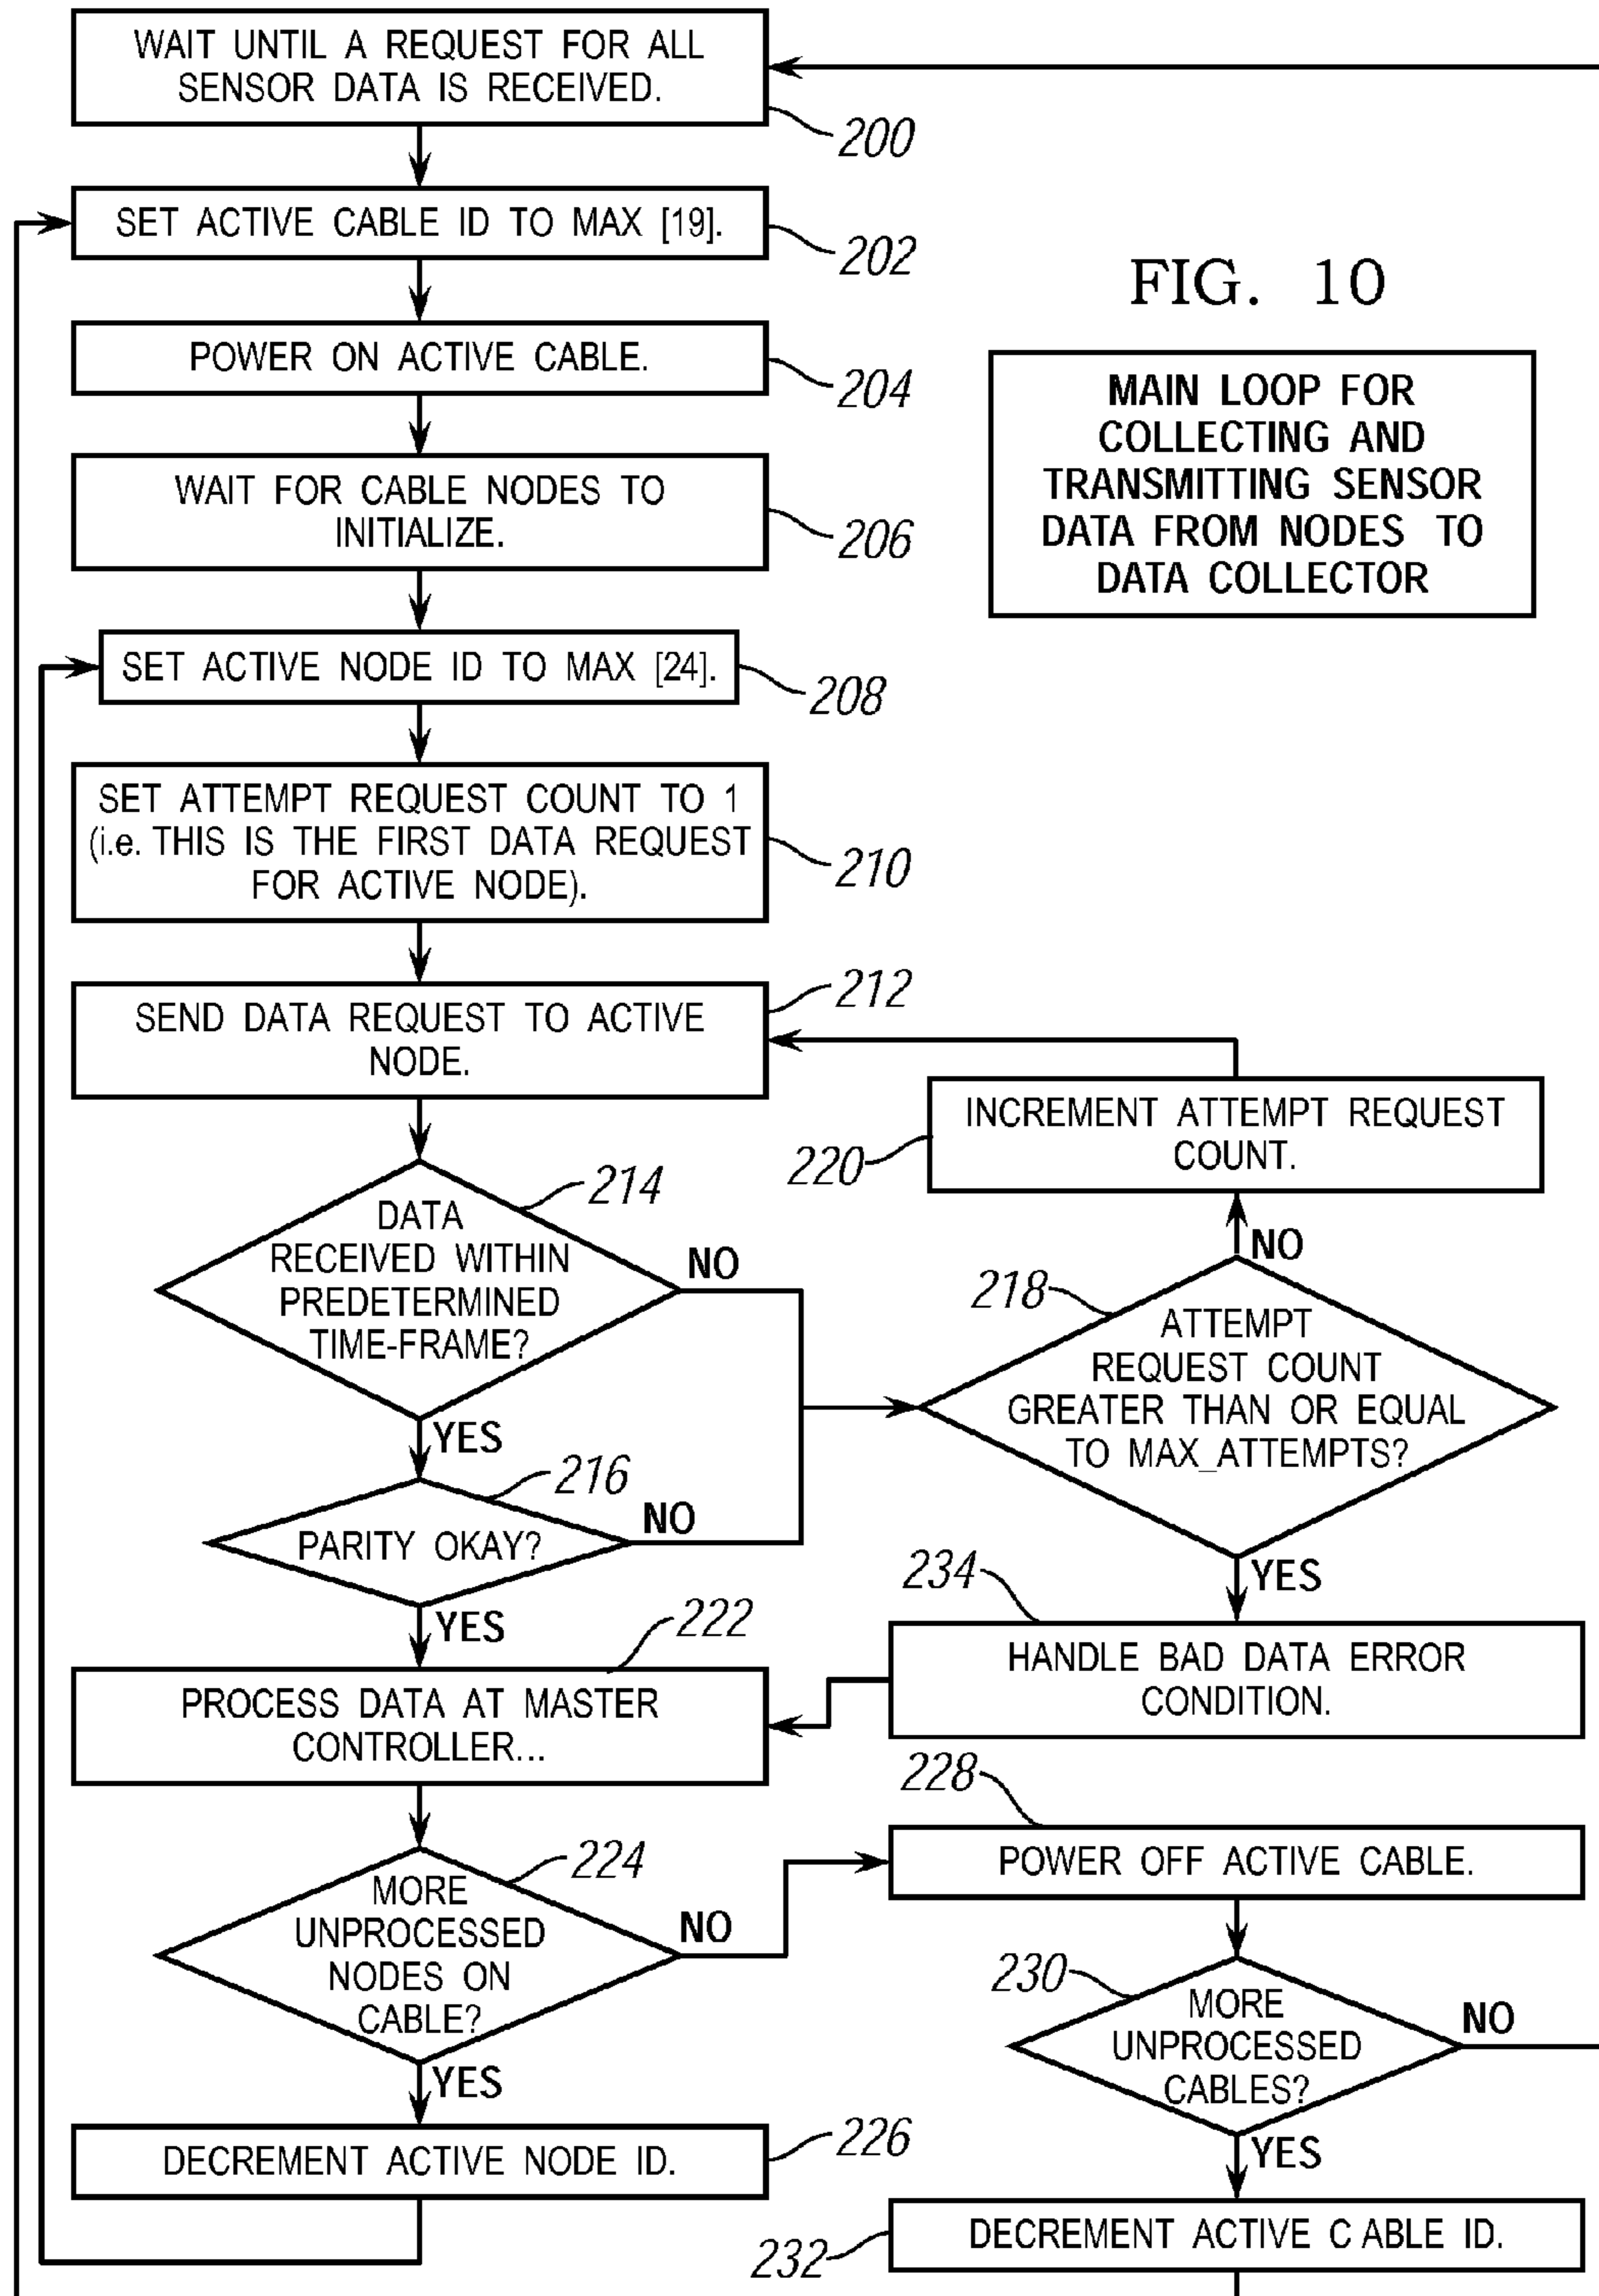 WAIT UNTIL A REQUEST FOR ALL
SENSOR DATA IS RECEIVED.
200
SET ACTIVE CABLE ID TO MAX [19].
202
FIG. 10
POWER ON ACTIVE CABLE.
204
MAIN LOOP FOR
COLLECTING AND
TRANSMITTING SENSOR
DATA FROM NODES TO
DATA COLLECTOR
WAIT FOR CABLE NODES TO
INITIALIZE.
206
SET ACTIVE NODE ID TO MAX [24].
208
SET ATTEMPT REQUEST COUNT TO 1
(i.e. THIS IS THE FIRST DATA REQUEST
FOR ACTIVE NODE).
210
SEND DATA REQUEST TO ACTIVE
NODE.
212
INCREMENT ATTEMPT REQUEST
COUNT.
220
DATA
RECEIVED WITHIN
PREDETERMINED
TIME-FRAME?
214
NO
YES
NO
218
ATTEMPT
REQUEST COUNT
GREATER THAN OR EQUAL
TO MAX_ATTEMPTS?
YES
216
PARITY OKAY?
NO
YES
234
HANDLE BAD DATA ERROR
CONDITION.
222
PROCESS DATA AT MASTER
CONTROLLER...
228
POWER OFF ACTIVE CABLE.
224
MORE
UNPROCESSED
NODES ON
CABLE?
NO
YES
230
MORE
UNPROCESSED
CABLES?
NO
YES
DECREMENT ACTIVE NODE ID.
226
DECREMENT ACTIVE C ABLE ID.
232